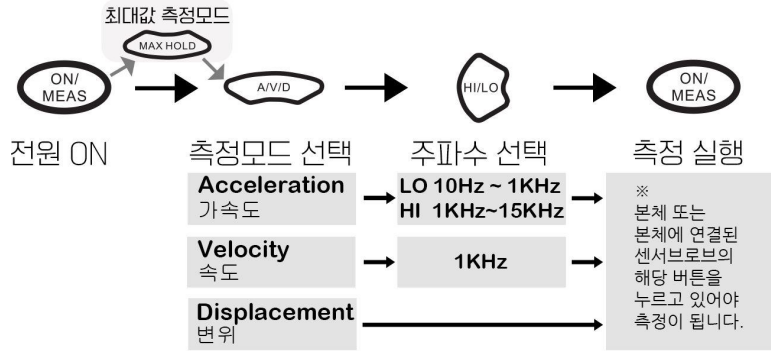 최대값 측정모드
MAX HOLD
ON/
MEAS
A/V/D
HI/LO
ON/
MEAS
전원 ON
측정모드 선택
주파수 선택
측정 실행
Acceleration
가속도
LO 10Hz ~ 1KHz
HI 1KHz~15KHz
Velocity
속도
1KHz
Displacement
변위
※
본체 또는
본체에 연결된
센서브로브의
해당 버튼을
누르고 있어야
측정이 됩니다.